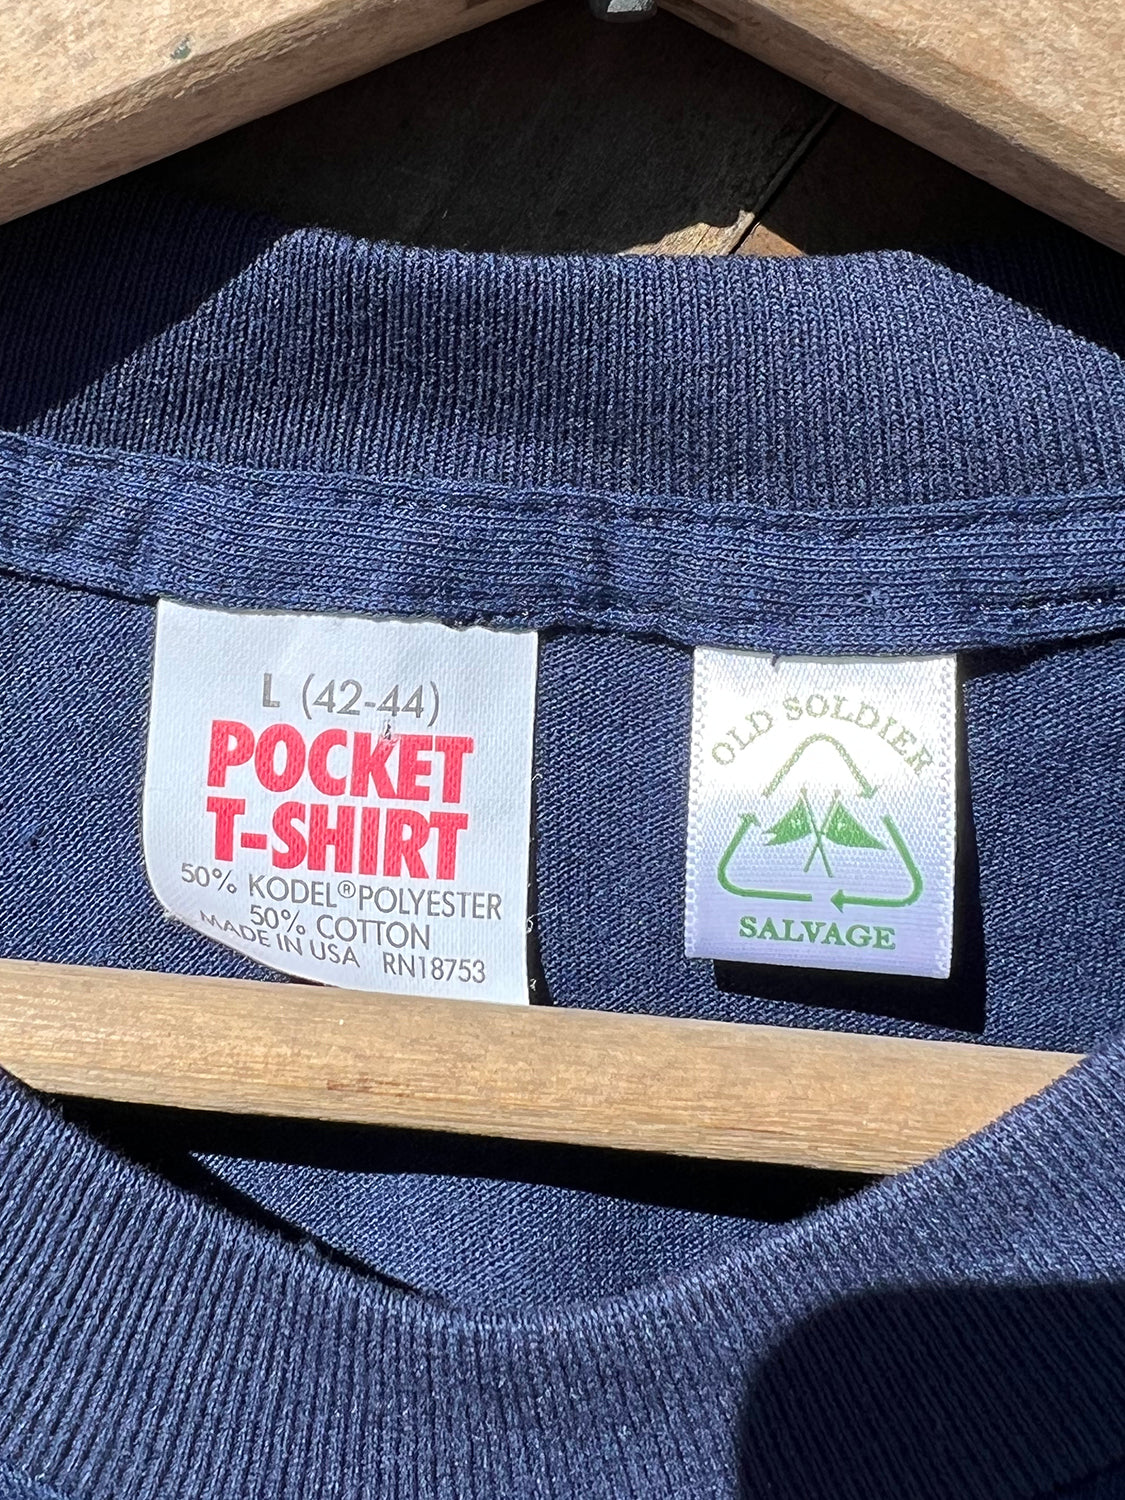 L (42-44)
POCKET
T-SHIRT
50% KODEL® POLYESTER
50% COTTON
MADE IN USA RN18753
OLD SOLDIER
SALVAGE